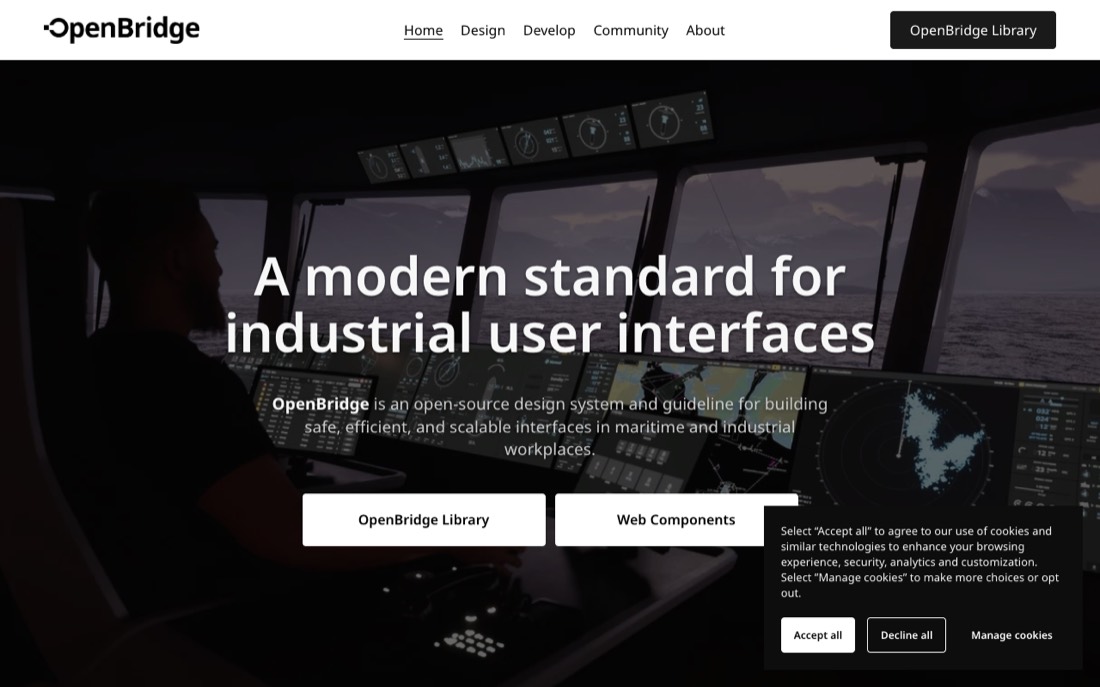 OpenBridge
Home Design Develop Community About
OpenBridge Library
A modern standard for
industrial user interfaces
OpenBridge is an open-source design system and guideline for building
safe, efficient, and scalable interfaces in maritime and industrial
workplaces.
OpenBridge Library
Web Components
Select “Accept all” to agree to our use of cookies and
similar technologies to enhance your browsing
experience, security, analytics and customization.
Select “Manage cookies” to make more choices or opt
out.
Accept all
Decline all
Manage cookies